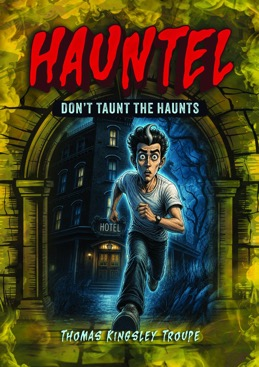 HAUNTEL
DON'T TAUNT THE HAUNTS
HOTEL
THOMAS KINGSLEY TROUPE